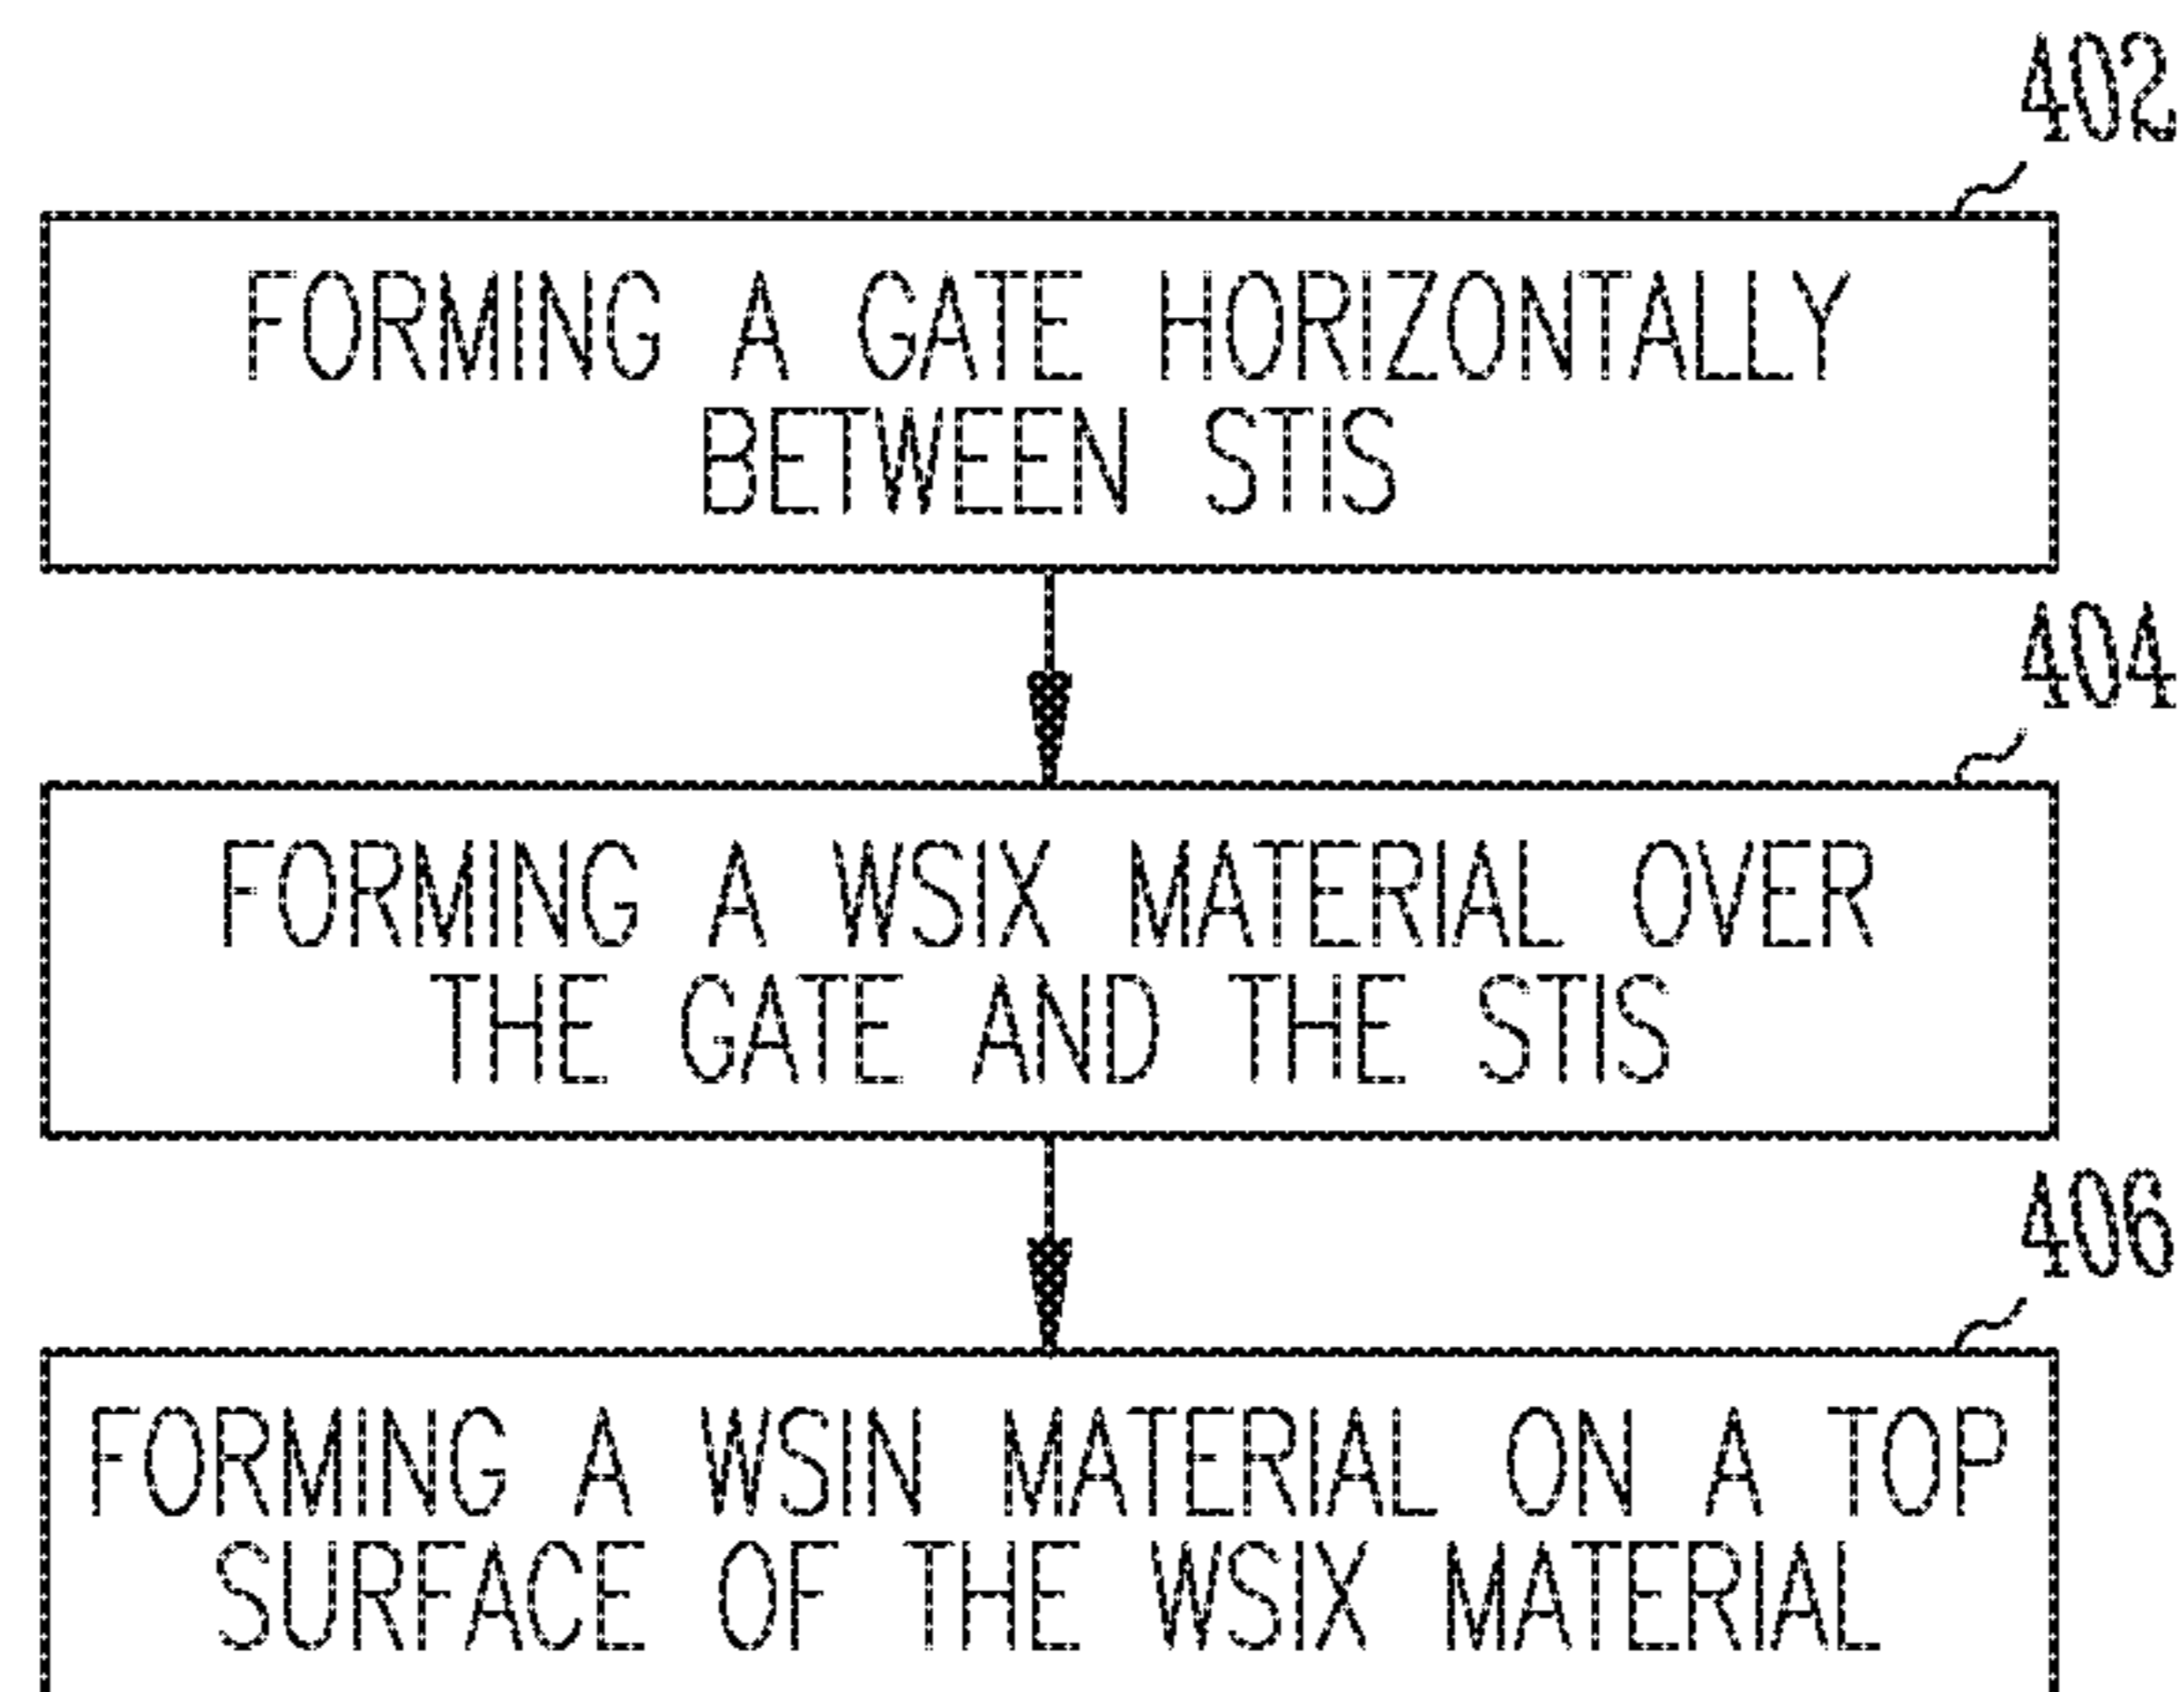 402
FORMING A GATE HORIZONTALLY
BETWEEN STIS
404
FORMING A WSIX MATERIAL OVER
THE GATE AND THE STIS
406
FORMING A WSIN MATERIAL ON A TOP
SURFACE OF THE WSIX MATERIAL